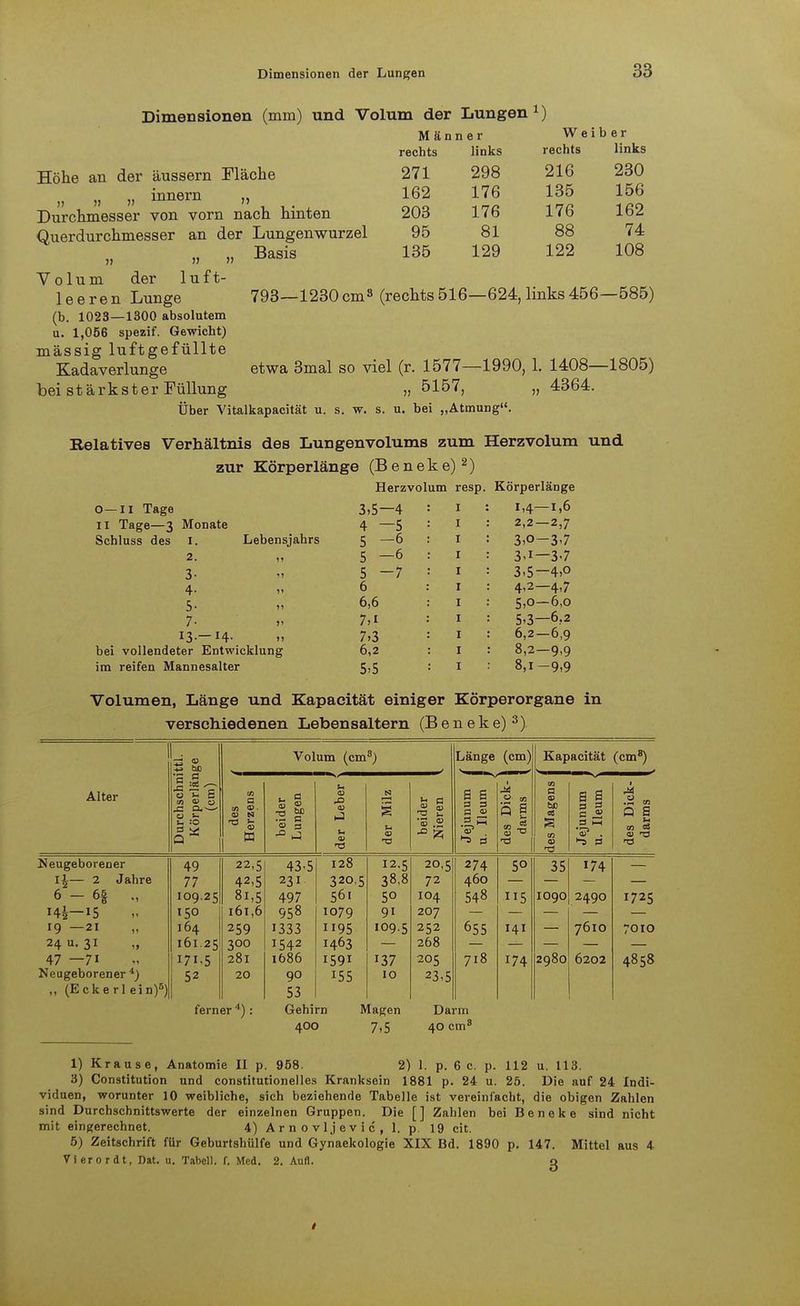 Dimensionen der Lungen 33
Dimensionen (mm) und Volum der Lungen ¹)
Männer Weiber
rechts links rechts links
Höhe an der äussern Fläche 271 298 216 230
„ „ „ innern „ 162 176 135 156
Durchmesser von vorn nach hinten 203 176 176 162
Querdurchmesser an der Lungenwurzel 95 81 88 74
„ „ „ Basis 135 129 122 108
Volum der luft-
leeren Lunge 793—1230 cm³ (rechts 516—624, links 456—585)
(b. 1023—1300 absolutem
u. 1,056 spezif. Gewicht)
mässig luftgefüllte
Kadaverlunge etwa 3mal so viel (r. 1577—1990, l. 1408—1805)
bei stärkster Füllung „ 5157, „ 4364.
Über Vitalkapacität u. s. w. s. u. bei „Atmung“.
Relatives Verhältnis des Lungenvolums zum Herzvolum und
zur Körperlänge (Beneke) ²)
Herzvolum resp. Körperlänge
0—11 Tage 3,5—4 : 1 : 1,4—1,6
11 Tage—3 Monate 4 —5 : 1 : 2,2—2,7
Schluss des 1. Lebensjahrs 5 —6 : 1 : 3,0—3,7
2. „ 5 —6 : 1 : 3,1—3,7
3. „ 5 —7 : 1 : 3,5—4,0
4. „ 6 : 1 : 4,2—4,7
5. „ 6,6 : 1 : 5,0—6,0
7. „ 7,1 : 1 : 5,3—6,2
13.—14. „ 7,3 : 1 : 6,2—6,9
bei vollendeter Entwicklung 6,2 : 1 : 8,2—9,9
im reifen Mannesalter 5,5 : 1 : 8,1—9,9
Volumen, Länge und Kapacität einiger Körperorgane in
verschiedenen Lebensaltern (Beneke) ³)
Alter Durchschnittl. Körperlänge (cm) Volum (cm³) Länge (cm) Kapacität (cm³)
des Herzens beider Lungen der Leber der Milz beider Nieren Jejunum u. Ileum des Dick-darms des Magens Jejunum u. Ileum des Dick-darms
Neugeborener 49 22,5 43,5 128 12,5 20,5 274 50 35 174 —
1½— 2 Jahre 77 42,5 231 320,5 38,8 72 460 — — — —
6 — 6⅔ „ 109,25 81,5 497 561 50 104 548 115 1090 2490 1725
14½—15 „ 150 161,6 958 1079 91 207 — — — — —
19 —21 „ 164 259 1333 1195 109,5 252 655 141 — 7610 7010
24 u. 31 „ 161,25 300 1542 1463 — 268 — — — — —
47 —71 „ 171,5 281 1686 1591 137 205 718 174 2980 6202 4858
Neugeborener ⁴) 52 20 90 155 10 23,5
„ (Eckerlein)⁵) 53
ferner ⁴): Gehirn Magen Darm
400 7,5 40 cm³
1) Krause, Anatomie II p. 958. 2) l. p. 6 c. p. 112 u. 113.
3) Constitution und constitutionelles Kranksein 1881 p. 24 u. 25. Die auf 24 Indi-
viduen, worunter 10 weibliche, sich beziehende Tabelle ist vereinfacht, die obigen Zahlen
sind Durchschnittswerte der einzelnen Gruppen. Die [] Zahlen bei Beneke sind nicht
mit eingerechnet. 4) Arnovljevic, l. p. 19 cit.
5) Zeitschrift für Geburtshülfe und Gynaekologie XIX Bd. 1890 p. 147. Mittel aus 4
Vierordt, Dat. u. Tabell. f. Med. 2. Aufl. 3